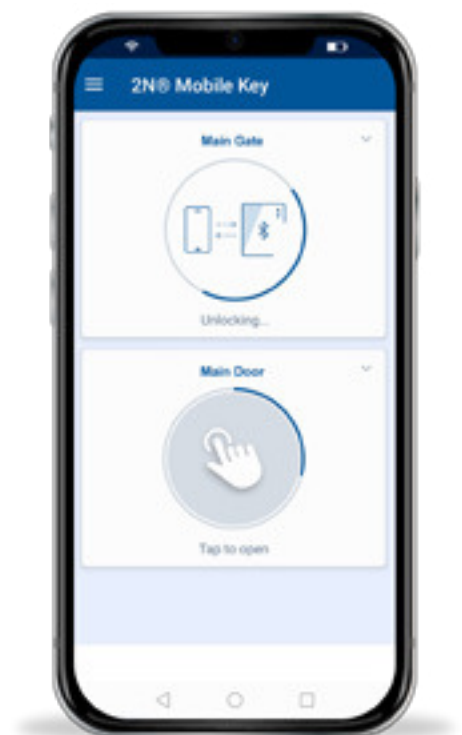 2N® Mobile Key
Main Gate
Unlocking...
Main Door
Tap to open